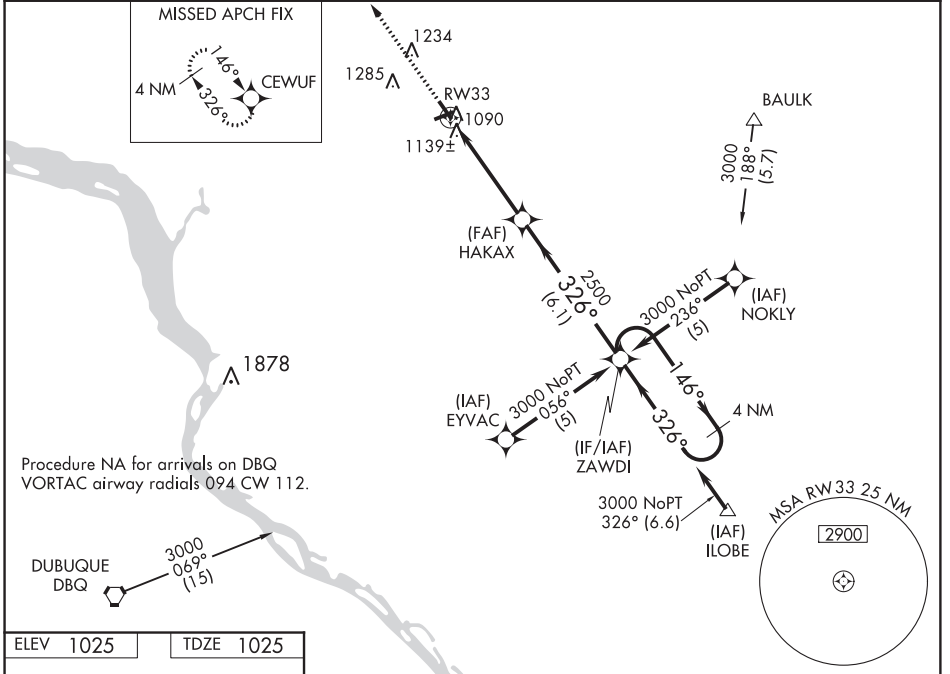 MISSED APCH FIX
146°
CEWUF
4 NM
326°
1234
1285
RW33
1090
1139±
BAULK
3000
188°
(5.7)
(FAF)
HAKAX
2500
326°
(6.1)
3000 NoPT
236°
(5)
(IAF)
NOKLY
1878
(IAF)
EYVAC
3000 NoPT
056°
(5)
146°
4 NM
326°
(IF/IAF)
ZAWDI
Procedure NA for arrivals on DBQ
VORTAC airway radials 094 CW 112.
3000 NoPT
326° (6.6)
(IAF)
ILOBE
MSA RW 33 25 NM
2900
DUBUQUE
DBQ
3000
069°
(15)
ELEV 1025
TDZE 1025